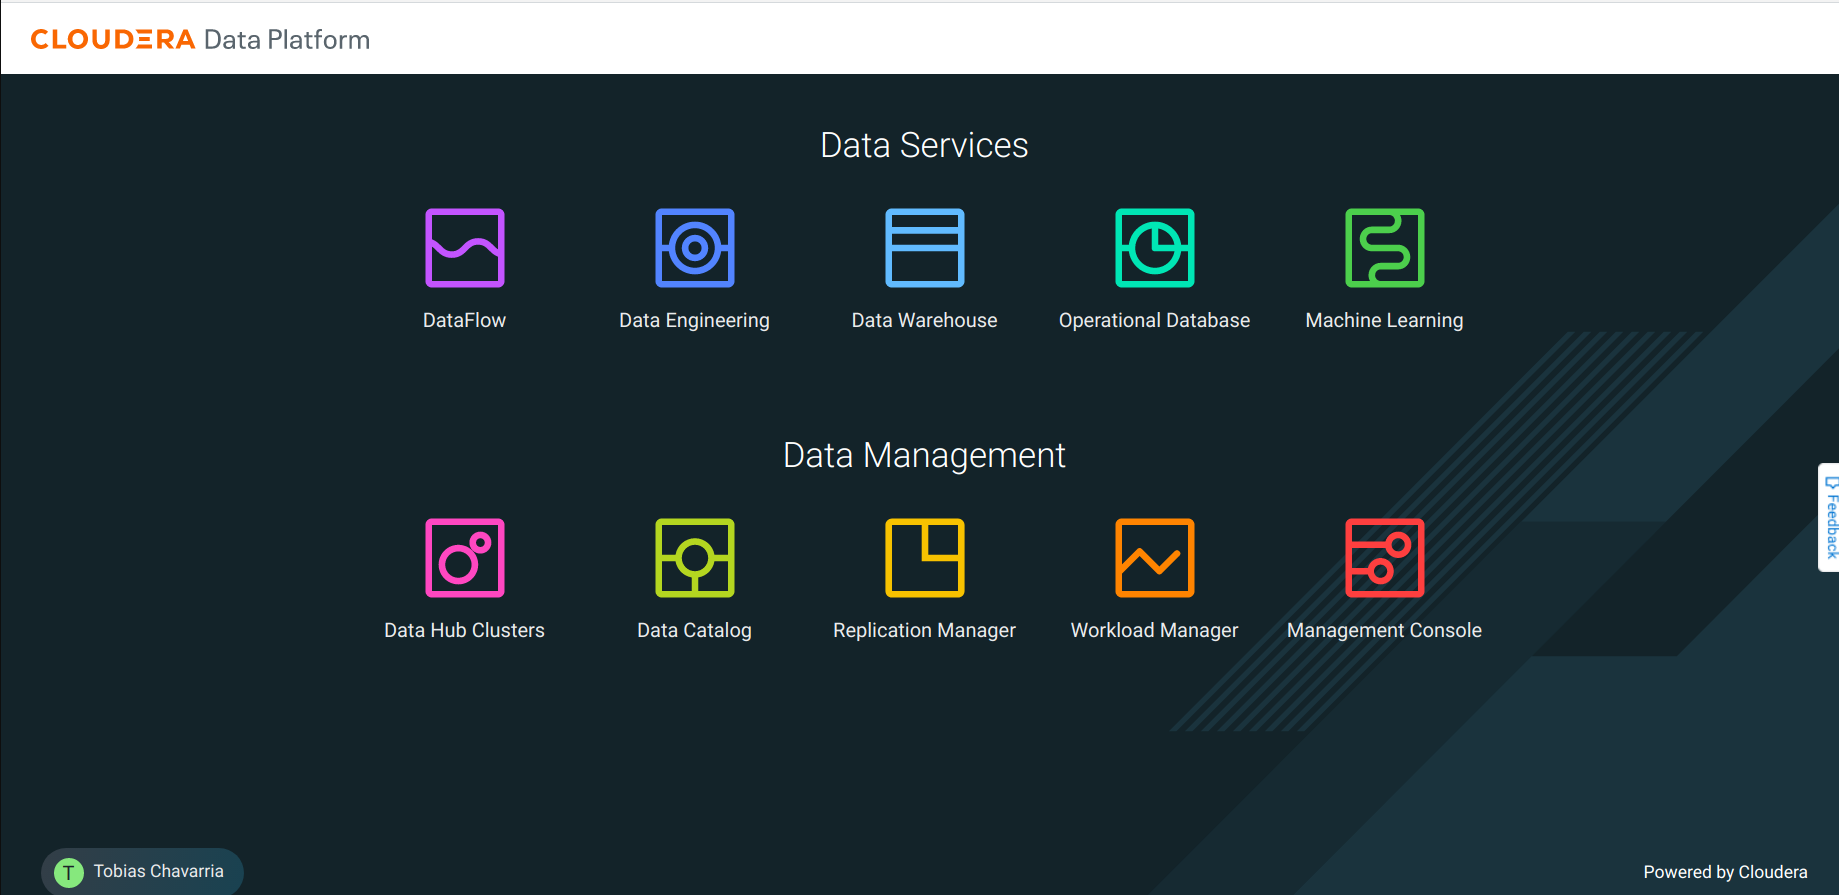 CLOUDERA Data Platform
Data Services
DataFlow
Data Engineering
Data Warehouse
Operational Database
Machine Learning
Data Management
Data Hub Clusters
Data Catalog
Replication Manager
Workload Manager
Management Console
Feedback
T
Tobias Chavarria
Powered by Cloudera